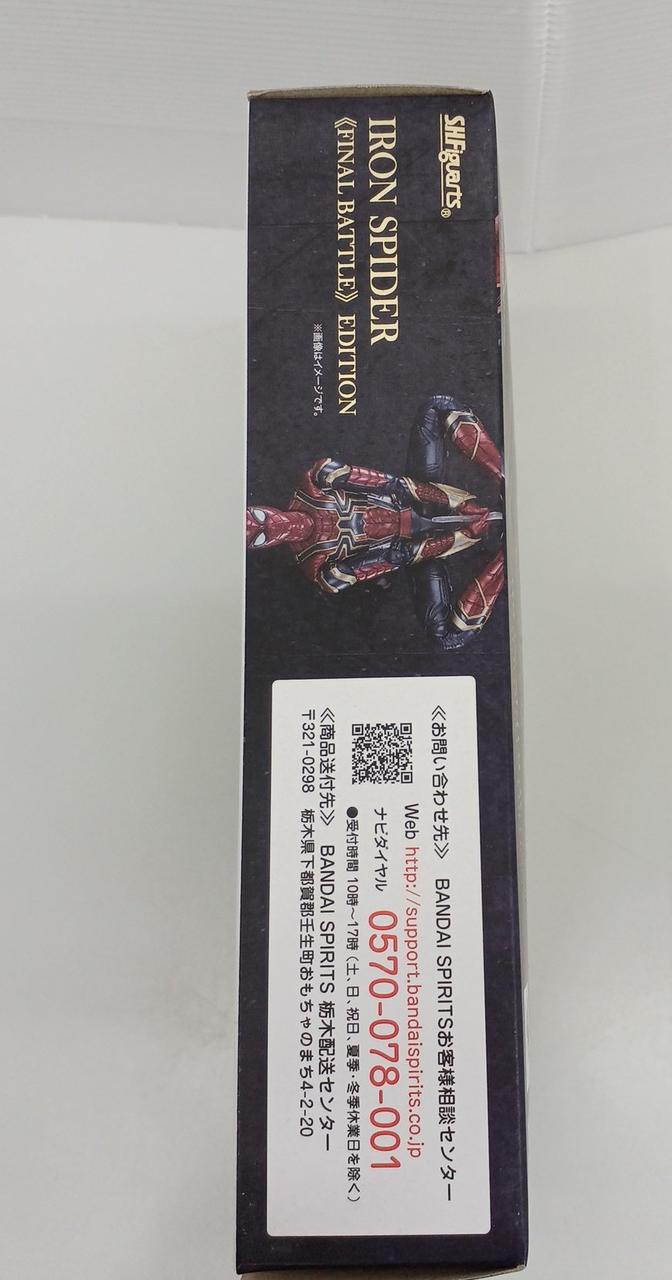 S.H.Figuarts®
IRON SPIDER
《FINAL BATTLE》 EDITION
※画像はイメージです。
≪お問い合わせ先≫ BANDAI SPIRITSお客様相談センター
Web http://support.bandaispirits.co.jp
ナビダイヤル 0570-078-001
●受付時間 10時～17時 (土、日、祝日、夏季・冬季休業日を除く)
≪商品送付先≫ BANDAI SPIRITS 栃木配送センター
〒321-0298 栃木県下都賀郡壬生町おもちゃのまち4-2-20